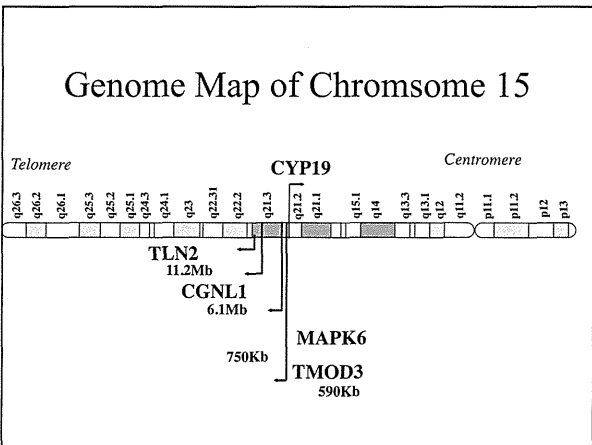 Genome Map of Chromsome 15
Telomere
Centromere
CYP19
q26.3 q26.2 q26.1 q25.3 q25.2 q25.1 q24.3 q24.1 q23 q22.31 q22.2 q21.3 q21.2 q21.1 q15.1 q14 q13.3 q13.1 q12 q11.2 p11.1 p11.2 p12 p13
TLN2
11.2Mb
CGNL1
6.1Mb
MAPK6
750Kb
TMOD3
590Kb